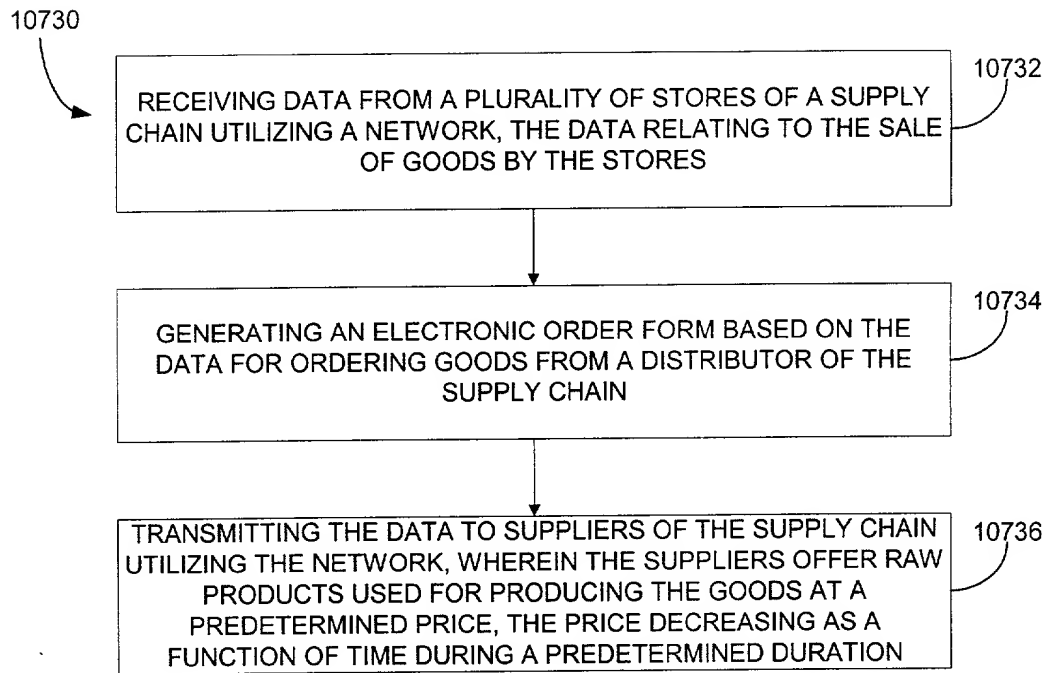 10730
RECEIVING DATA FROM A PLURALITY OF STORES OF A SUPPLY
CHAIN UTILIZING A NETWORK, THE DATA RELATING TO THE SALE
OF GOODS BY THE STORES
10732
GENERATING AN ELECTRONIC ORDER FORM BASED ON THE
DATA FOR ORDERING GOODS FROM A DISTRIBUTOR OF THE
SUPPLY CHAIN
10734
TRANSMITTING THE DATA TO SUPPLIERS OF THE SUPPLY CHAIN
UTILIZING THE NETWORK, WHEREIN THE SUPPLIERS OFFER RAW
PRODUCTS USED FOR PRODUCING THE GOODS AT A
PREDETERMINED PRICE, THE PRICE DECREASING AS A
FUNCTION OF TIME DURING A PREDETERMINED DURATION
10736